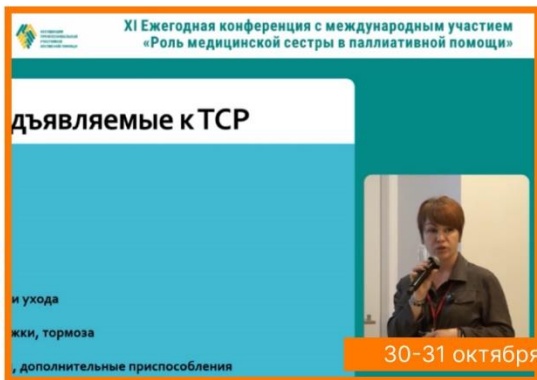 XI Ежегодная конференция с международным участием
«Роль медицинской сестры в паллиативной помощи»
дъявляемые к ТСР
и ухода
жки, тормоза
, дополнительные приспособления
30-31 октября